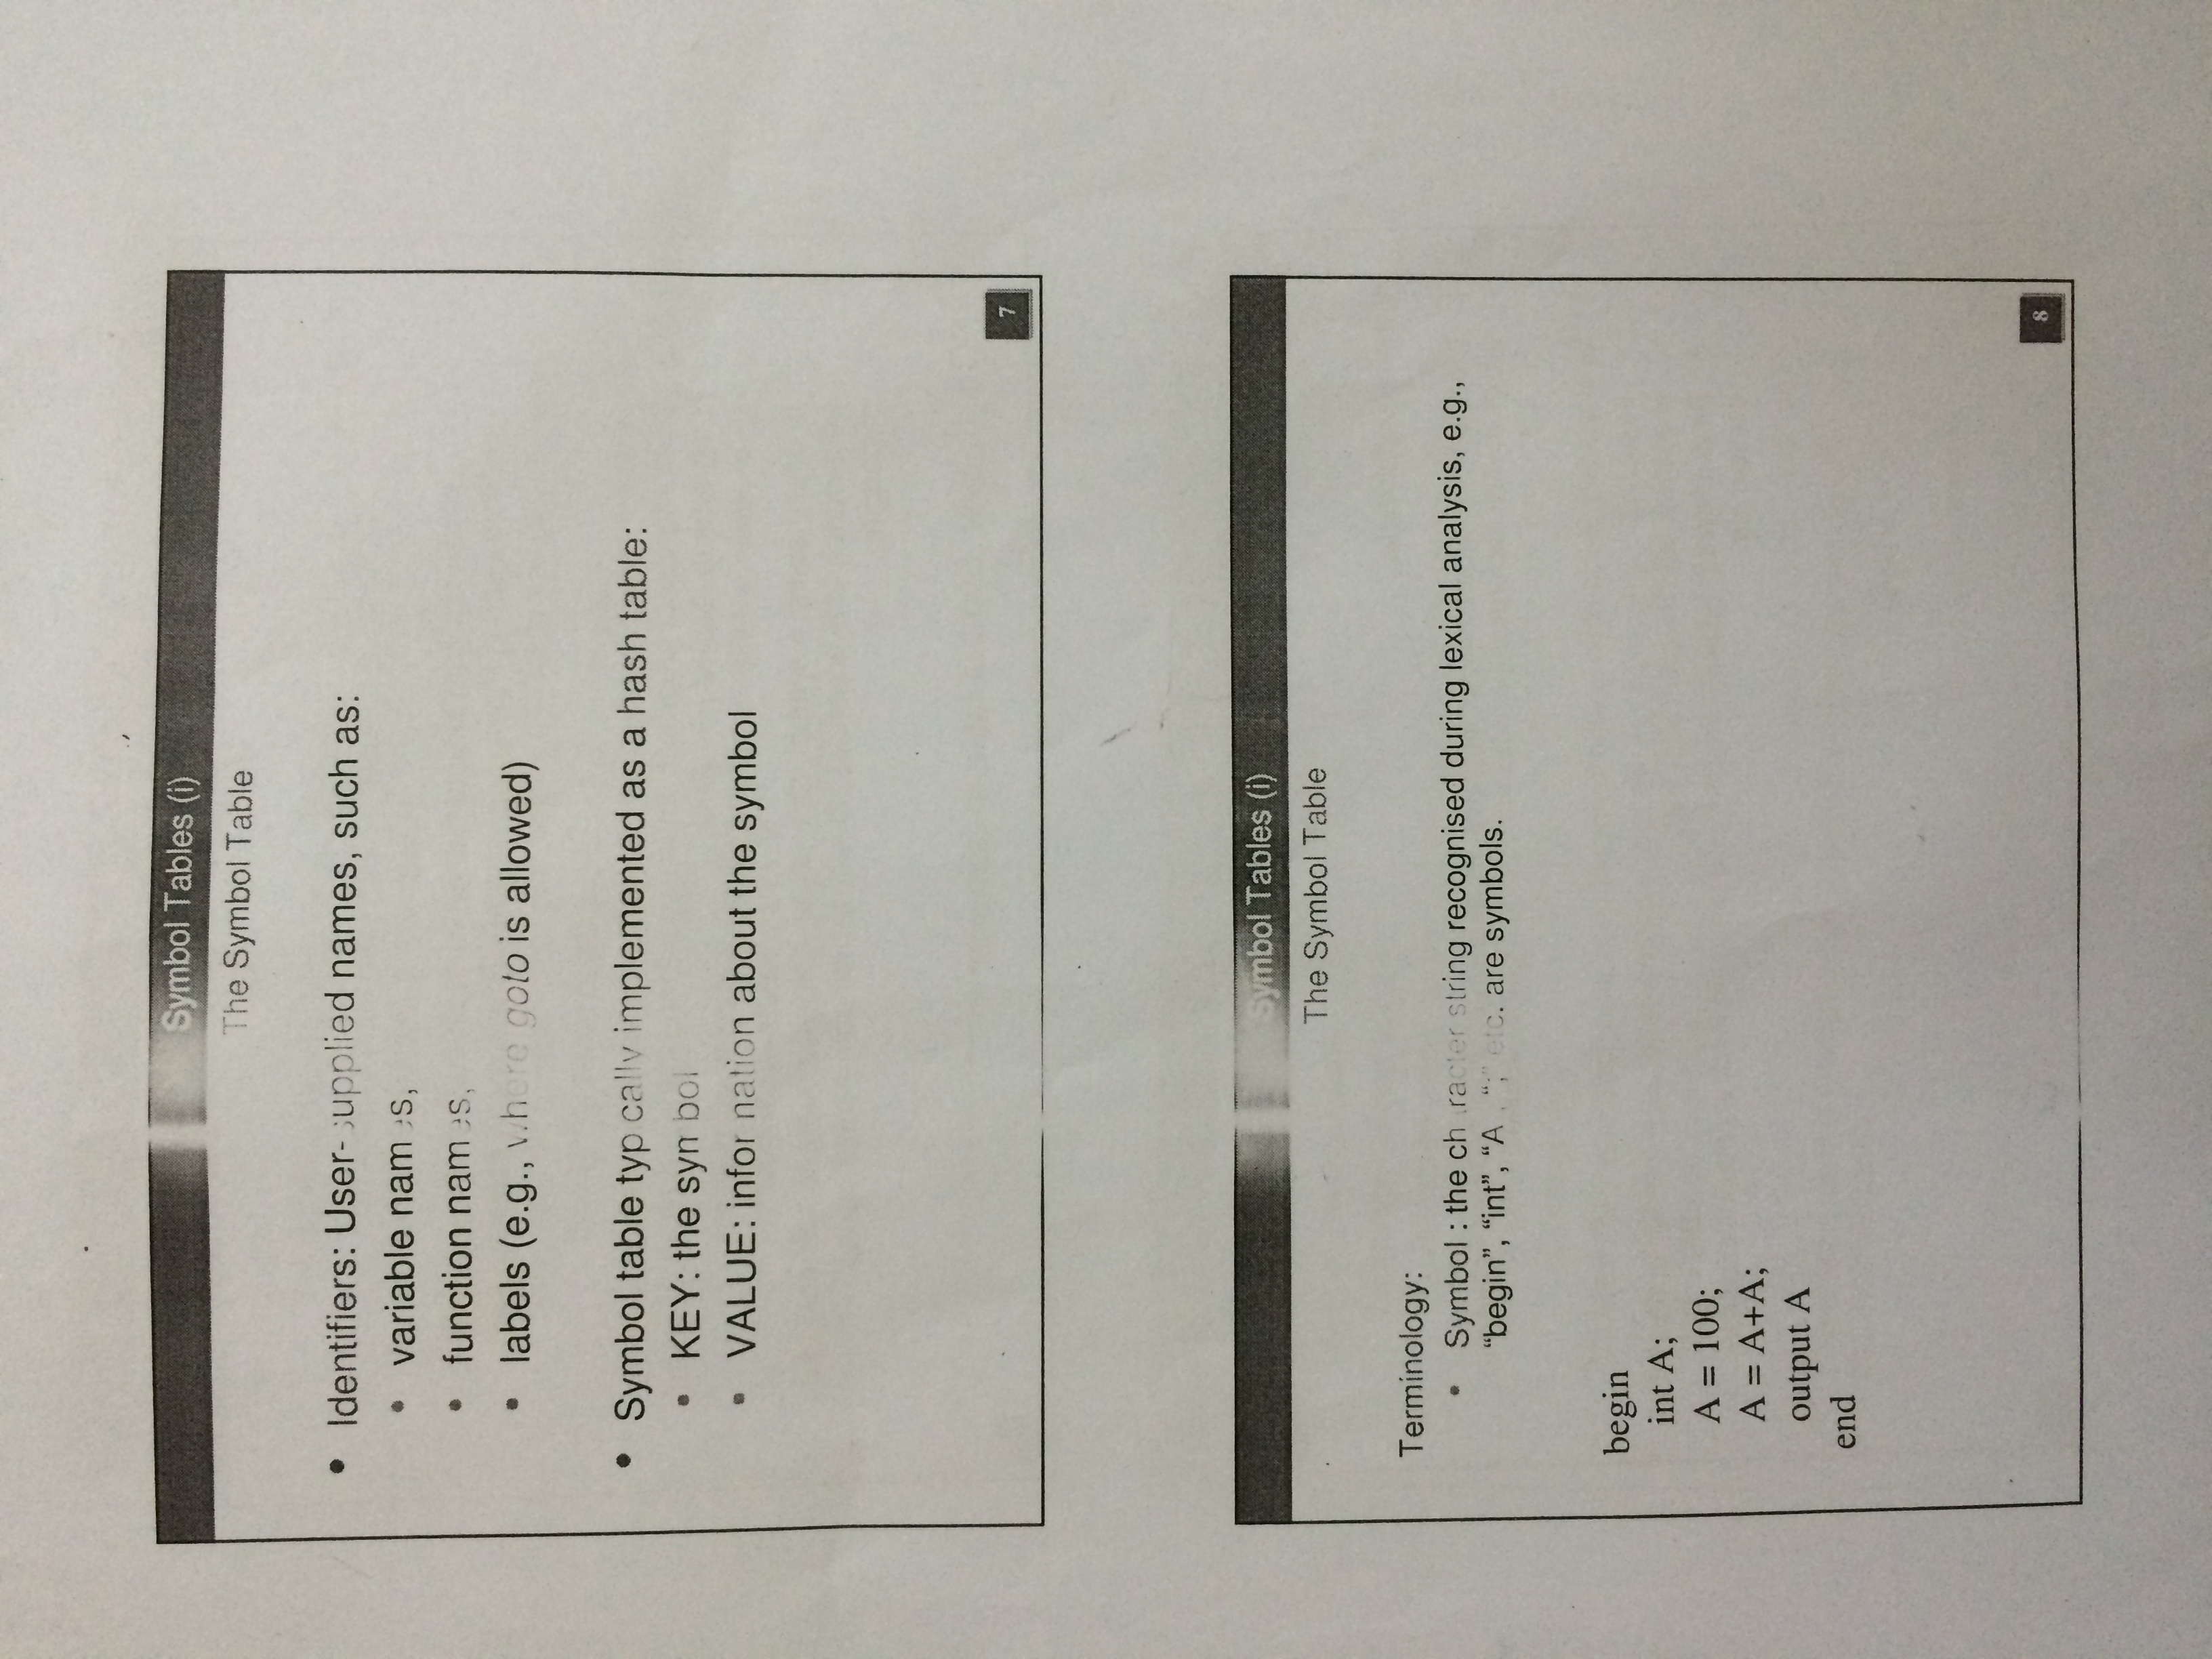 Symbol Tables (i)
The Symbol Table
• Identifiers: User-supplied names, such as:
• variable names,
• function names,
• labels (e.g., where goto is allowed)
• Symbol table typically implemented as a hash table:
• KEY: the symbol
• VALUE: information about the symbol
7
Symbol Tables (i)
The Symbol Table
Terminology:
• Symbol : the character string recognised during lexical analysis, e.g.,
“begin”, “int”, “A”, “;” etc. are symbols.
begin
int A;
A = 100;
A = A+A;
output A
end
8